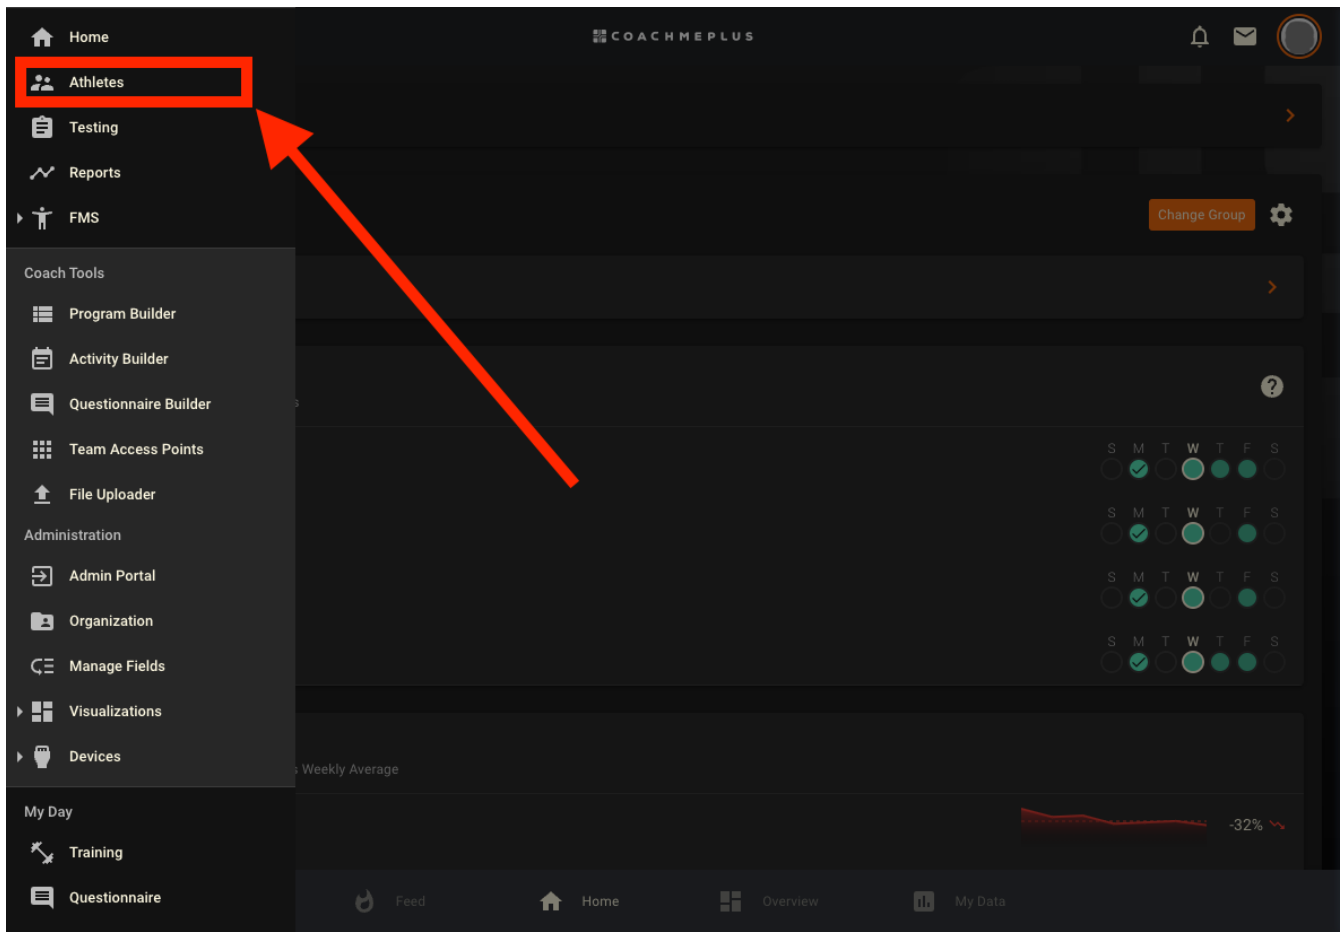 Home
COACHMEPLUS
Athletes
Testing
Reports
FMS
Change Group
Coach Tools
Program Builder
Activity Builder
Questionnaire Builder
s
Team Access Points
S M T W T F S
File Uploader
S M T W T F S
Administration
Admin Portal
S M T W T F S
Organization
S M T W T F S
Manage Fields
Visualizations
Devices
s Weekly Average
My Day
-32%
Training
Questionnaire
Feed
Home
Overview
My Data